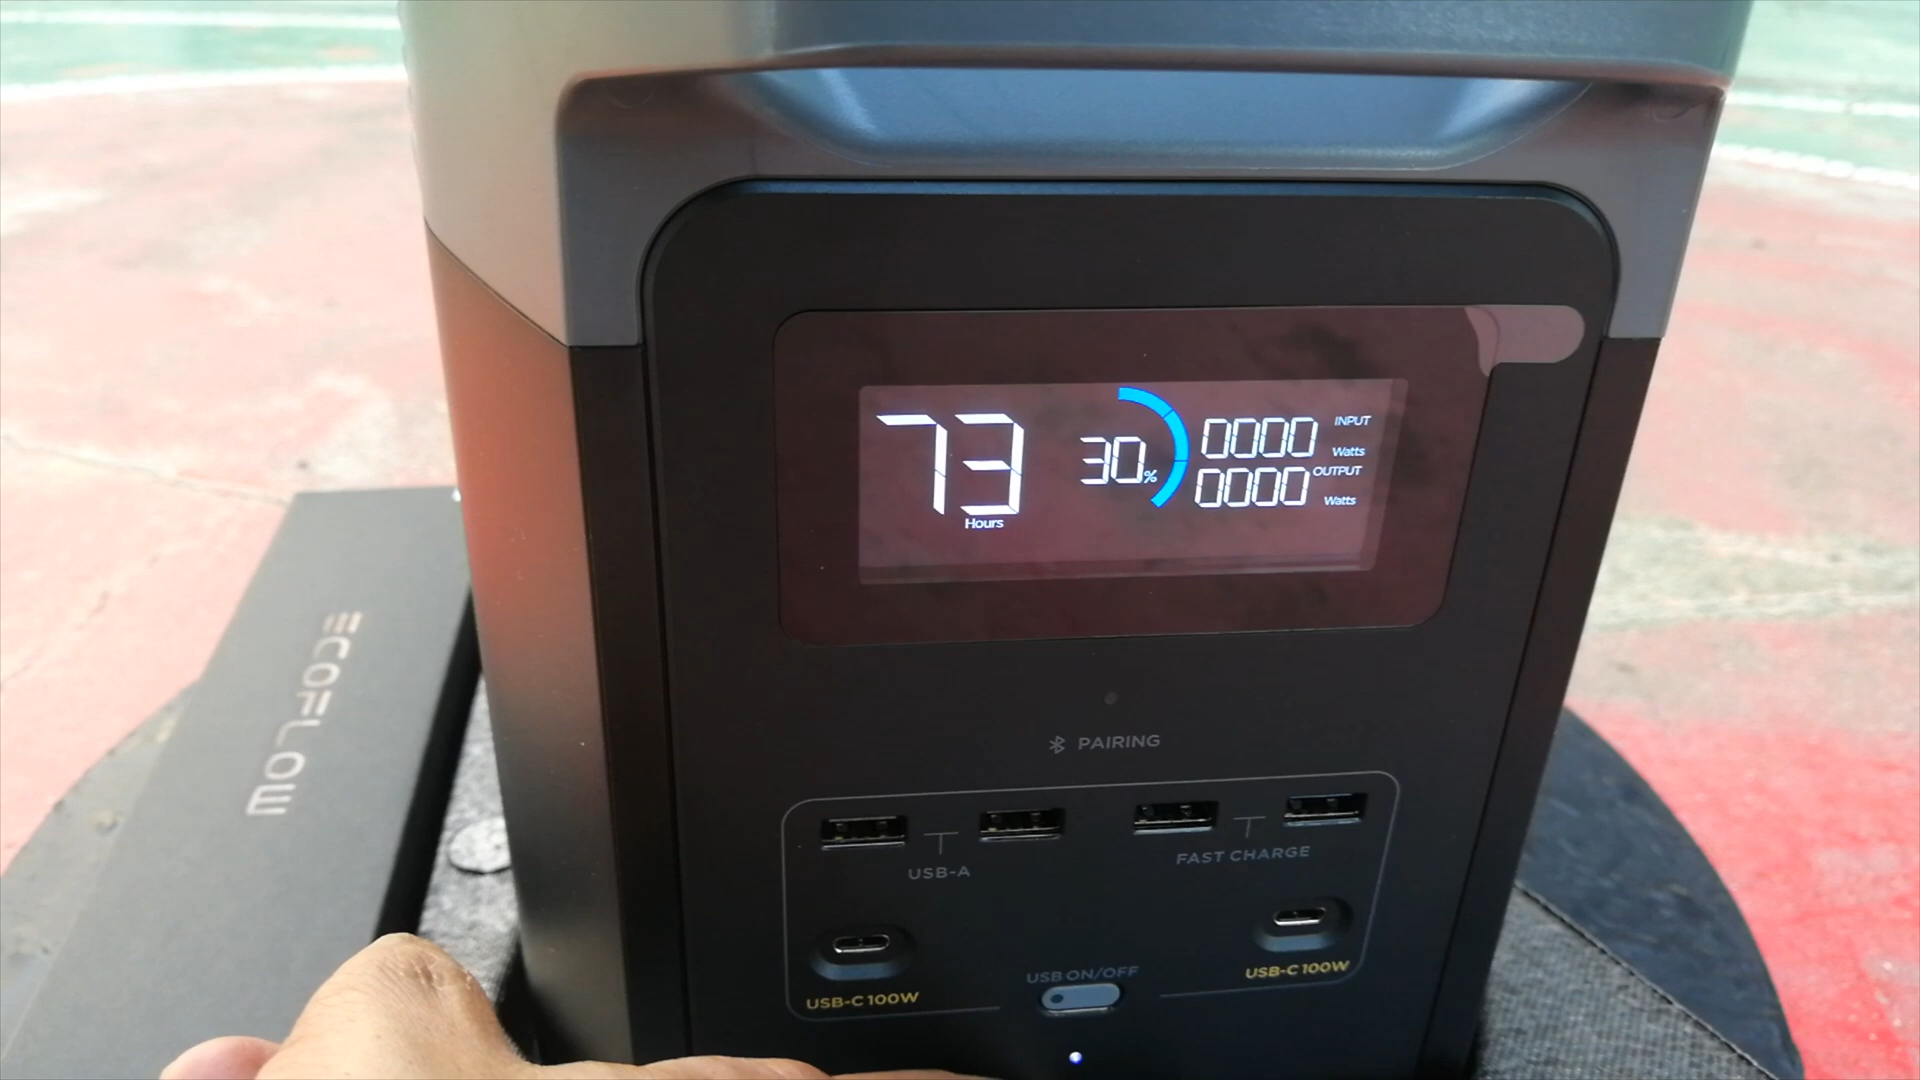 73
Hours
30%
0000 INPUT
Watts
0000 OUTPUT
Watts
PAIRING
USB-A
FAST CHARGE
USB-C 100W
USB ON/OFF
USB-C 100W
ECOFLOW